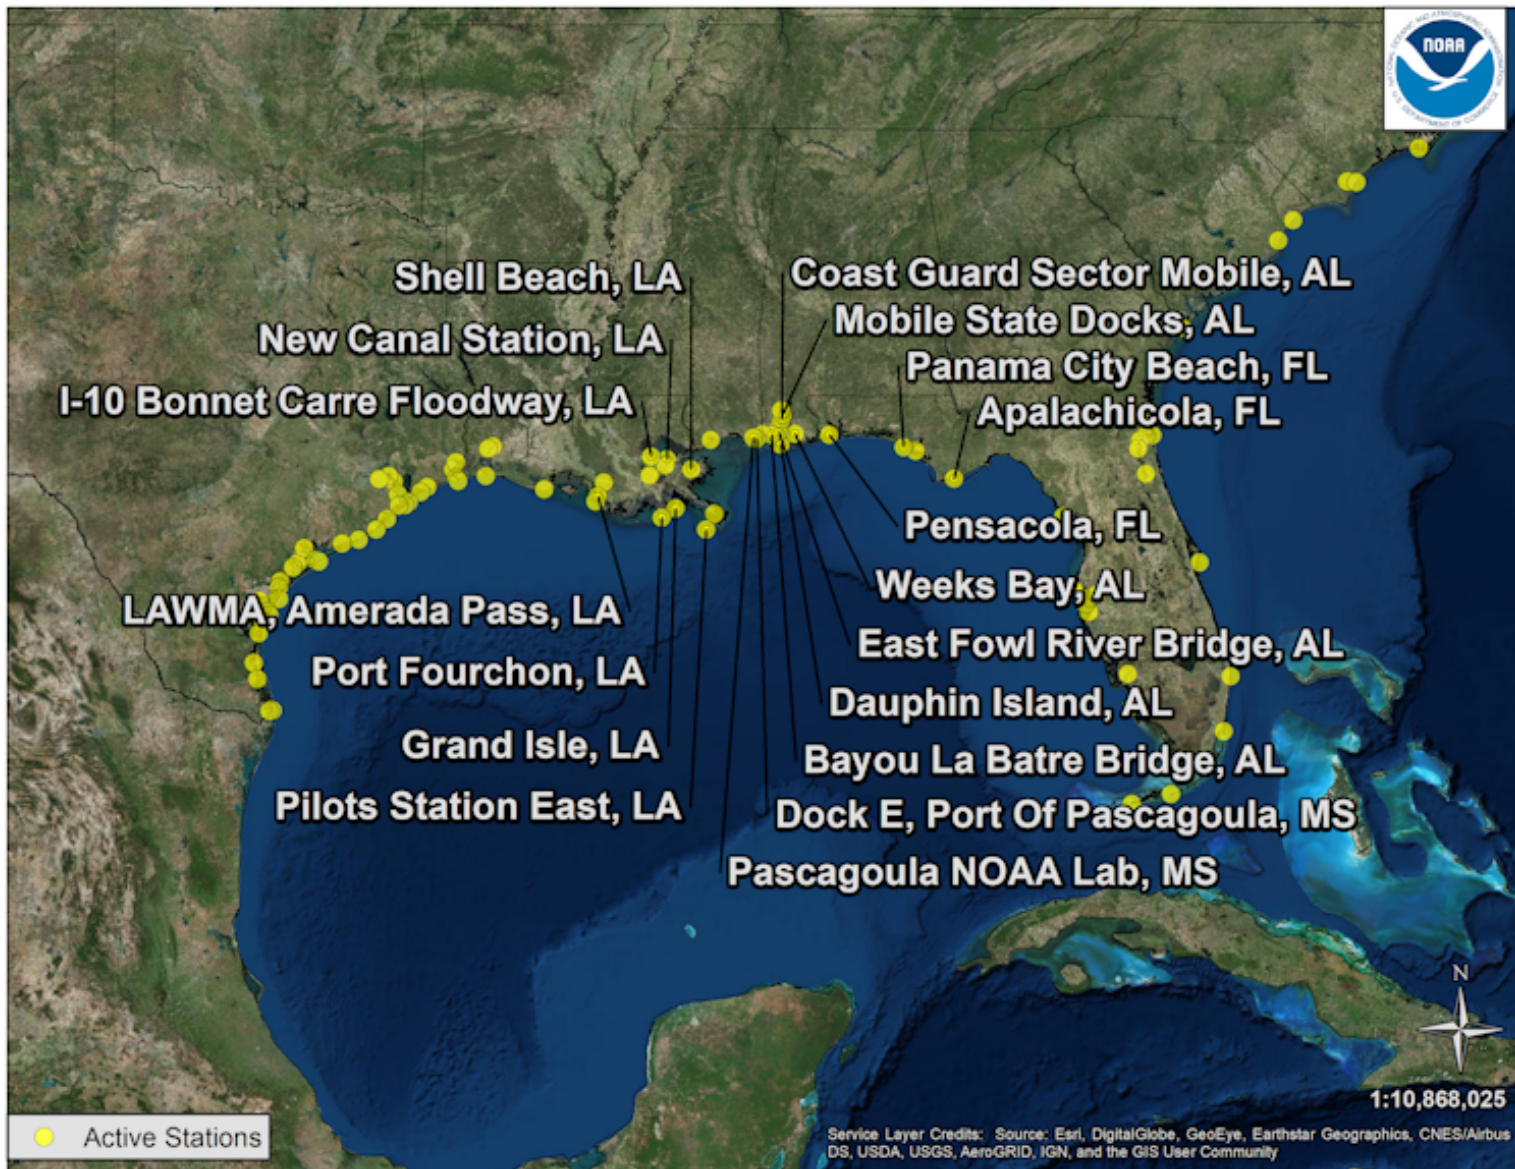 NOAA
Shell Beach, LA
Coast Guard Sector Mobile, AL
Mobile State Docks, AL
New Canal Station, LA
Panama City Beach, FL
I-10 Bonnet Carre Floodway, LA
Apalachicola, FL
Pensacola, FL
Weeks Bay, AL
LAWMA, Amerada Pass, LA
East Fowl River Bridge, AL
Port Fourchon, LA
Dauphin Island, AL
Grand Isle, LA
Bayou La Batre Bridge, AL
Pilots Station East, LA
Dock E, Port Of Pascagoula, MS
Pascagoula NOAA Lab, MS
N
1:10,868,025
Active Stations
Service Layer Credits: Source: Esri, DigitalGlobe, GeoEye, Earthstar Geographics, CNES/Airbus
DS, USDA, USGS, AeroGRID, IGN, and the GIS User Community